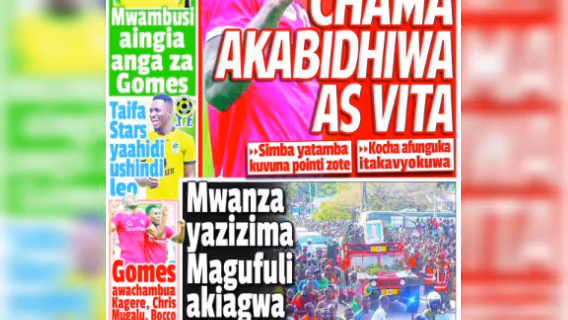 Mwambusi
aingia
anga za
Gomes
Taifa
Stars
yaahidi
ushindi
leo
Gomes
awachambua
Kagere, Chris
Mugalu, Bocco
CHAMA
AKABIDHIWA
AS VITA
Simba yatamba
kuvuna pointi zote
Kocha afunguka
itakavyokuwa
Mwanza
yazizima
Magufuli
akiagwa